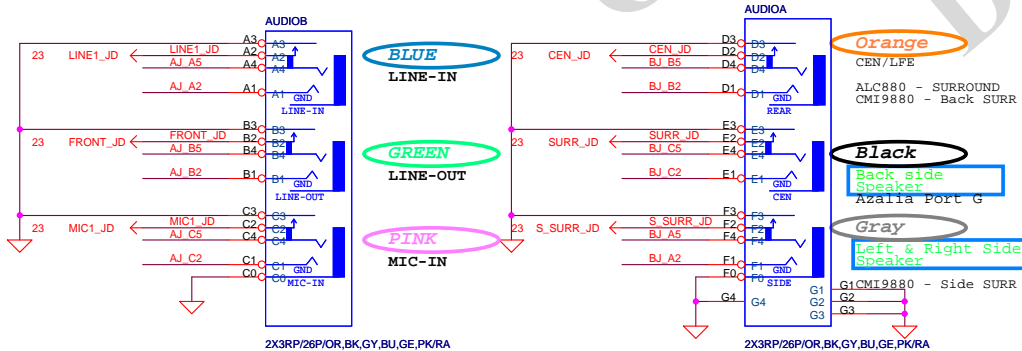 AUDIOB
A3 A3
23 LINE1_JD LINE1_JD A2 A2
AJ_A5 A4 A4
AJ_A2 A1 A1
GND
LINE-IN
BLUE
LINE-IN
B3 B3
23 FRONT_JD FRONT_JD B2 B2
AJ_B5 B4 B4
AJ_B2 B1 B1
GND
LINE-OUT
GREEN
LINE-OUT
C3 C3
23 MIC1_JD MIC1_JD C2 C2
AJ_C5 C4 C4
AJ_C2 C1 C1
GND
C0 C0
MIC-IN
PINK
MIC-IN
2X3RP/26P/OR,BK,GY,BU,GE,PK/RA
AUDIOA
D3 D3
23 CEN_JD CEN_JD D2 D2
BJ_B5 D4 D4
BJ_B2 D1 D1
GND
REAR
Orange
CEN/LFE
ALC880 - SURROUND
CMI9880 - Back SURR
E3 E3
23 SURR_JD SURR_JD E2 E2
BJ_C5 E4 E4
BJ_C2 E1 E1
GND
CEN
Black
Back side
Speaker
Azalia Port G
F3 F3
23 S_SURR_JD S_SURR_JD F2 F2
BJ_A5 F4 F4
BJ_A2 F1 F1
GND
F0 F0
SIDE
Gray
Left & Right Side
Speaker
CMI9880 - Side SURR
G4 G4
G1 G1
G2 G2
G3 G3
2X3RP/26P/OR,BK,GY,BU,GE,PK/RA